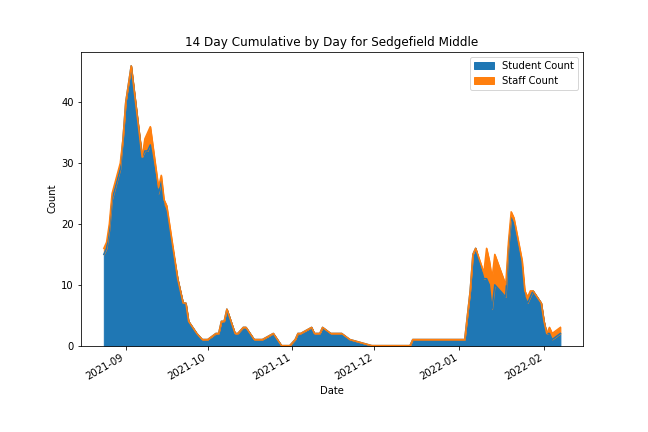 14 Day Cumulative by Day for Sedgefield Middle
Student Count
Staff Count
Count
40
30
20
10
0
2021-09
2021-10
2021-11
2021-12
2022-01
2022-02
Date